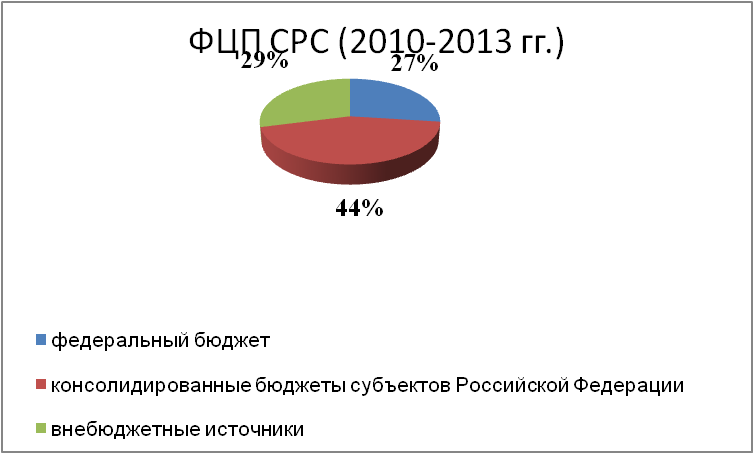 ФЦП СРС (2010-2013 гг.)
29%
27%
44%
федеральный бюджет
консолидированные бюджеты субъектов Российской Федерации
внебюджетные источники